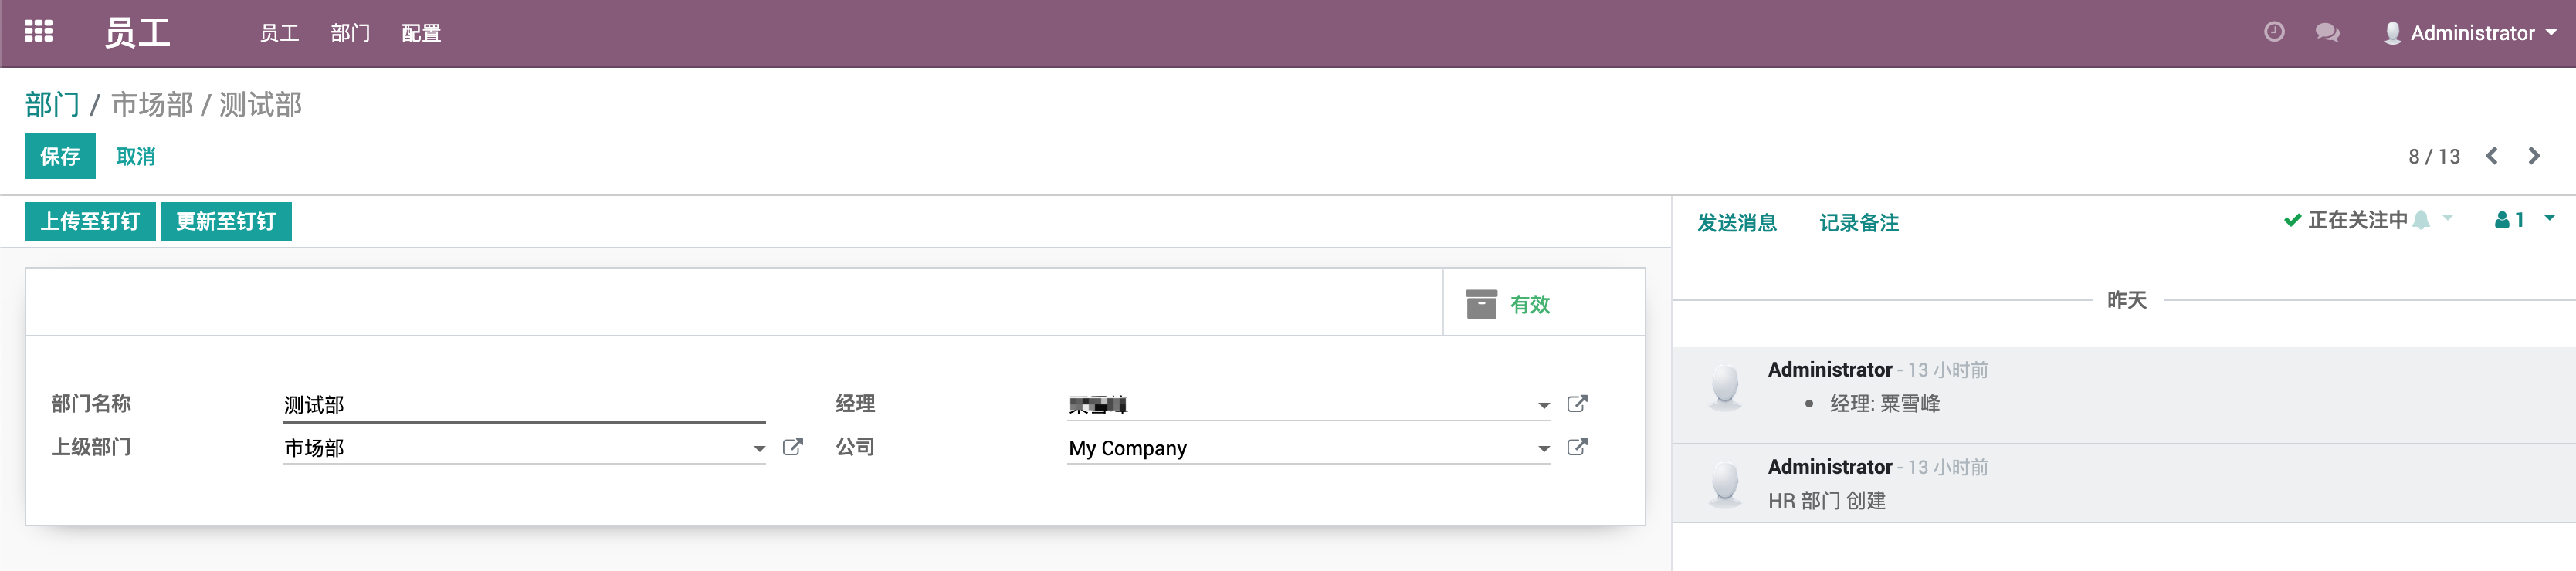 员工 员工 部门 配置 Administrator
部门 / 市场部 / 测试部
保存 取消 8 / 13
上传至钉钉 更新至钉钉 发送消息 记录备注 正在关注中 1
有效
昨天
部门名称 测试部 经理
上级部门 市场部 公司 My Company
Administrator - 13 小时前
经理: 粟雪峰
Administrator - 13 小时前
HR 部门 创建